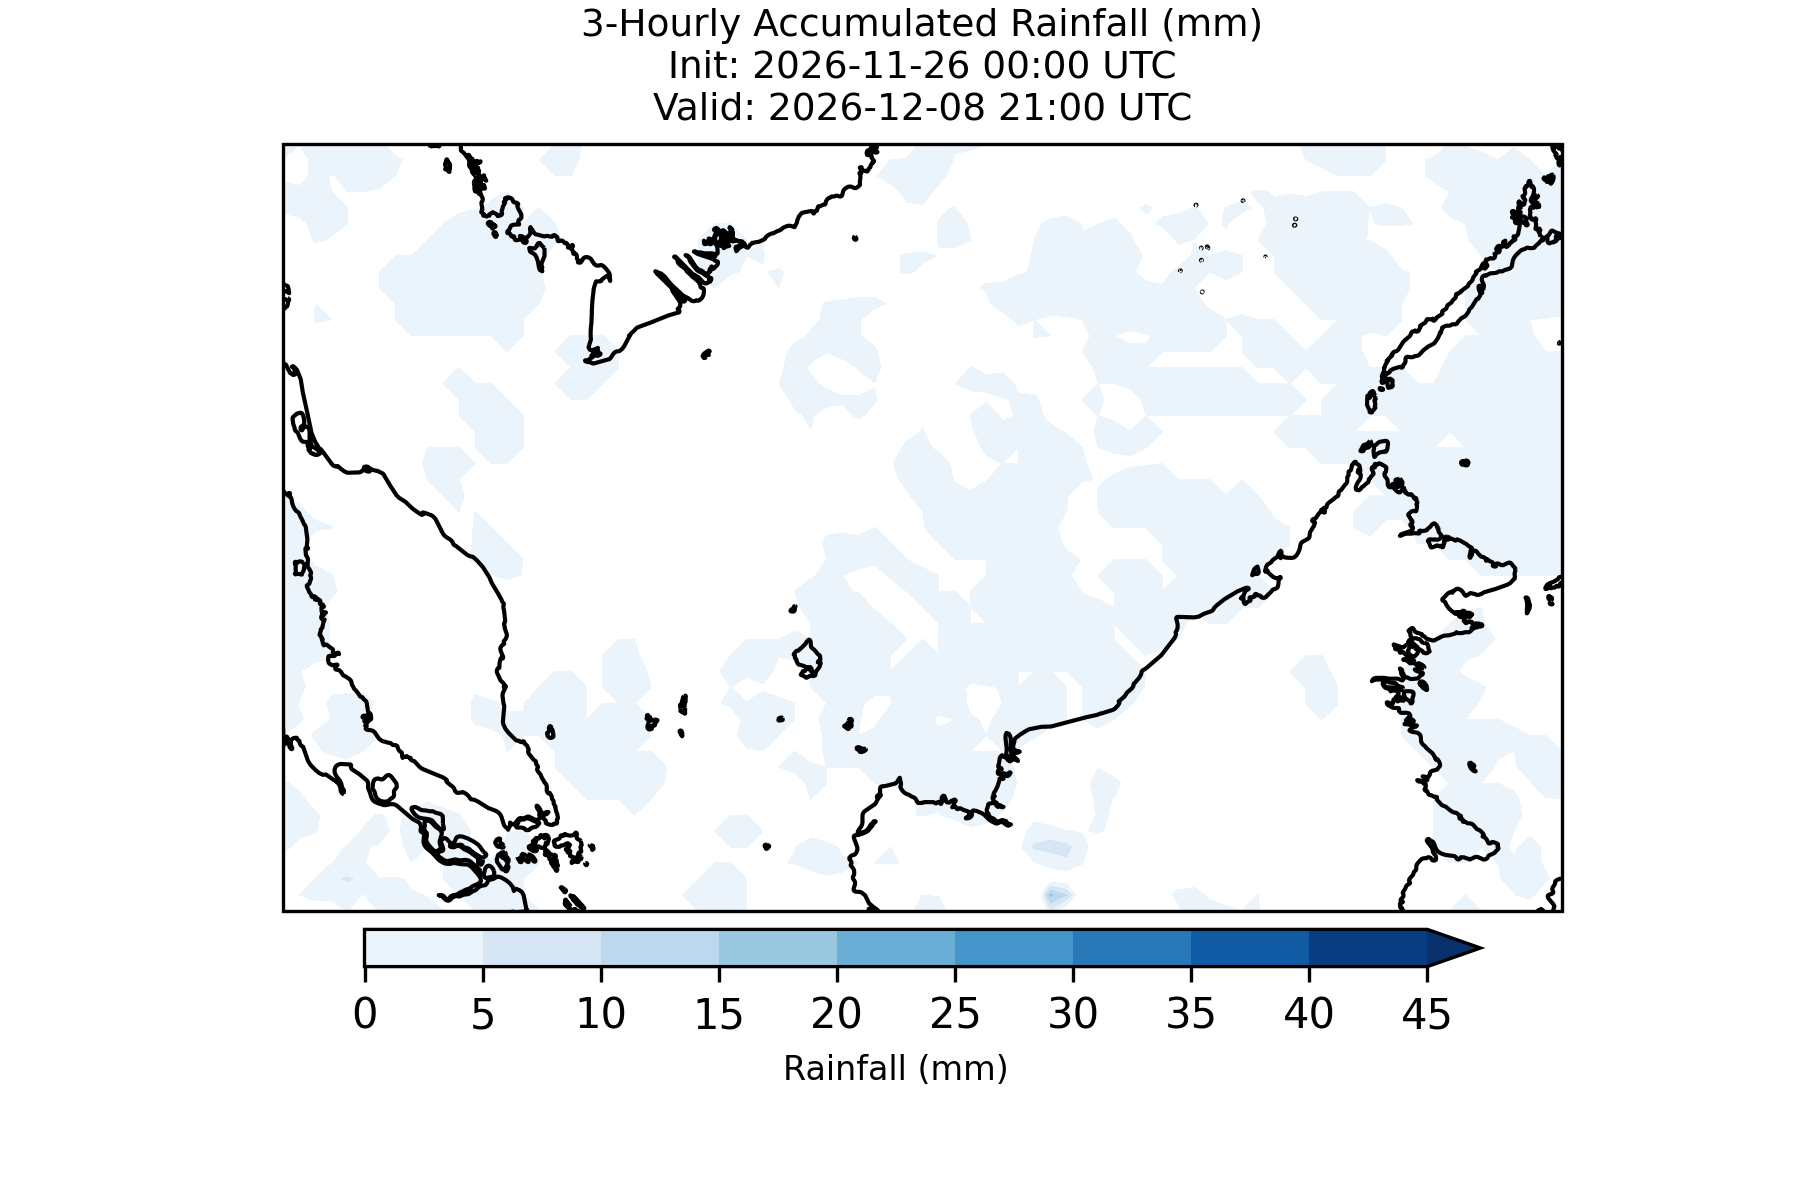 3-Hourly Accumulated Rainfall (mm)
Init: 2026-11-26 00:00 UTC
Valid: 2026-12-08 21:00 UTC
0 5 10 15 20 25 30 35 40 45
Rainfall (mm)